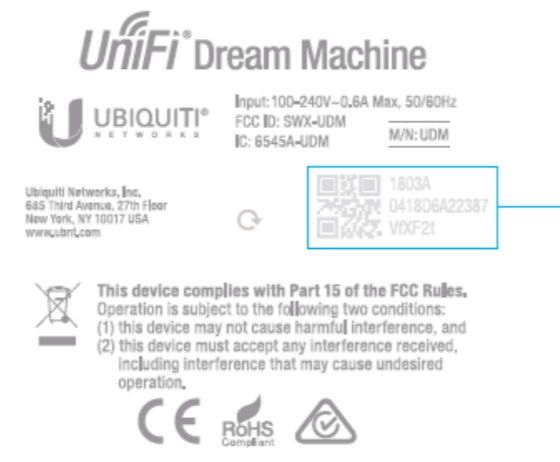 UniFi® Dream Machine
UBIQUITI®
NETWORKS
Input: 100-240V~0.6A Max, 50/60Hz
FCC ID: SWX-UDM
IC: 6545A-UDM
M/N: UDM
Ubiquiti Networks, Inc.
685 Third Avenue, 27th Floor
New York, NY 10017 USA
www.ubnt.com
1803A
0418D6A22387
VfXF2t
This device complies with Part 15 of the FCC Rules.
Operation is subject to the following two conditions:
(1) this device may not cause harmful interference, and
(2) this device must accept any interference received,
including interference that may cause undesired
operation.
CE
RoHS
Compliant